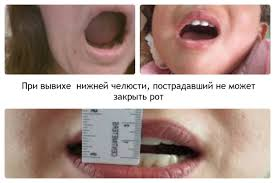 При вывихе нижней челюсти, пострадавший не может
закрыть рот